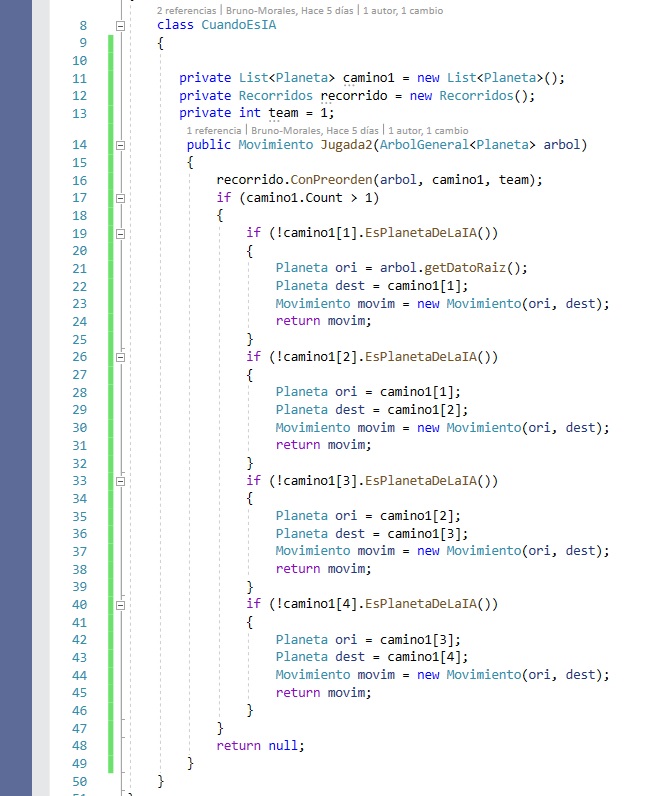 2 referencias | Bruno-Morales, Hace 5 días | 1 autor, 1 cambio
8 class CuandoEsIA
9 {
10
11 private List<Planeta> camino1 = new List<Planeta>();
12 private Recorridos recorrido = new Recorridos();
13 private int team = 1;
1 referencia | Bruno-Morales, Hace 5 días | 1 autor, 1 cambio
14 public Movimiento Jugada2(ArbolGeneral<Planeta> arbol)
15 {
16 recorrido.ConPreorden(arbol, camino1, team);
17 if (camino1.Count > 1)
18 {
19 if (!camino1[1].EsPlanetaDeLaIA())
20 {
21 Planeta ori = arbol.getDatoRaiz();
22 Planeta dest = camino1[1];
23 Movimiento movim = new Movimiento(ori, dest);
24 return movim;
25 }
26 if (!camino1[2].EsPlanetaDeLaIA())
27 {
28 Planeta ori = camino1[1];
29 Planeta dest = camino1[2];
30 Movimiento movim = new Movimiento(ori, dest);
31 return movim;
32 }
33 if (!camino1[3].EsPlanetaDeLaIA())
34 {
35 Planeta ori = camino1[2];
36 Planeta dest = camino1[3];
37 Movimiento movim = new Movimiento(ori, dest);
38 return movim;
39 }
40 if (!camino1[4].EsPlanetaDeLaIA())
41 {
42 Planeta ori = camino1[3];
43 Planeta dest = camino1[4];
44 Movimiento movim = new Movimiento(ori, dest);
45 return movim;
46 }
47 }
48 return null;
49 }
50 }